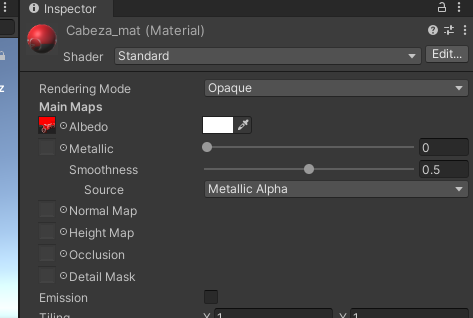 Inspector
Cabeza_mat (Material)
Shader Standard Edit...
Rendering Mode Opaque
Main Maps
Albedo
Metallic 0
Smoothness 0.5
Source Metallic Alpha
Normal Map
Height Map
Occlusion
Detail Mask
Emission
Tiling X 1 Y 1